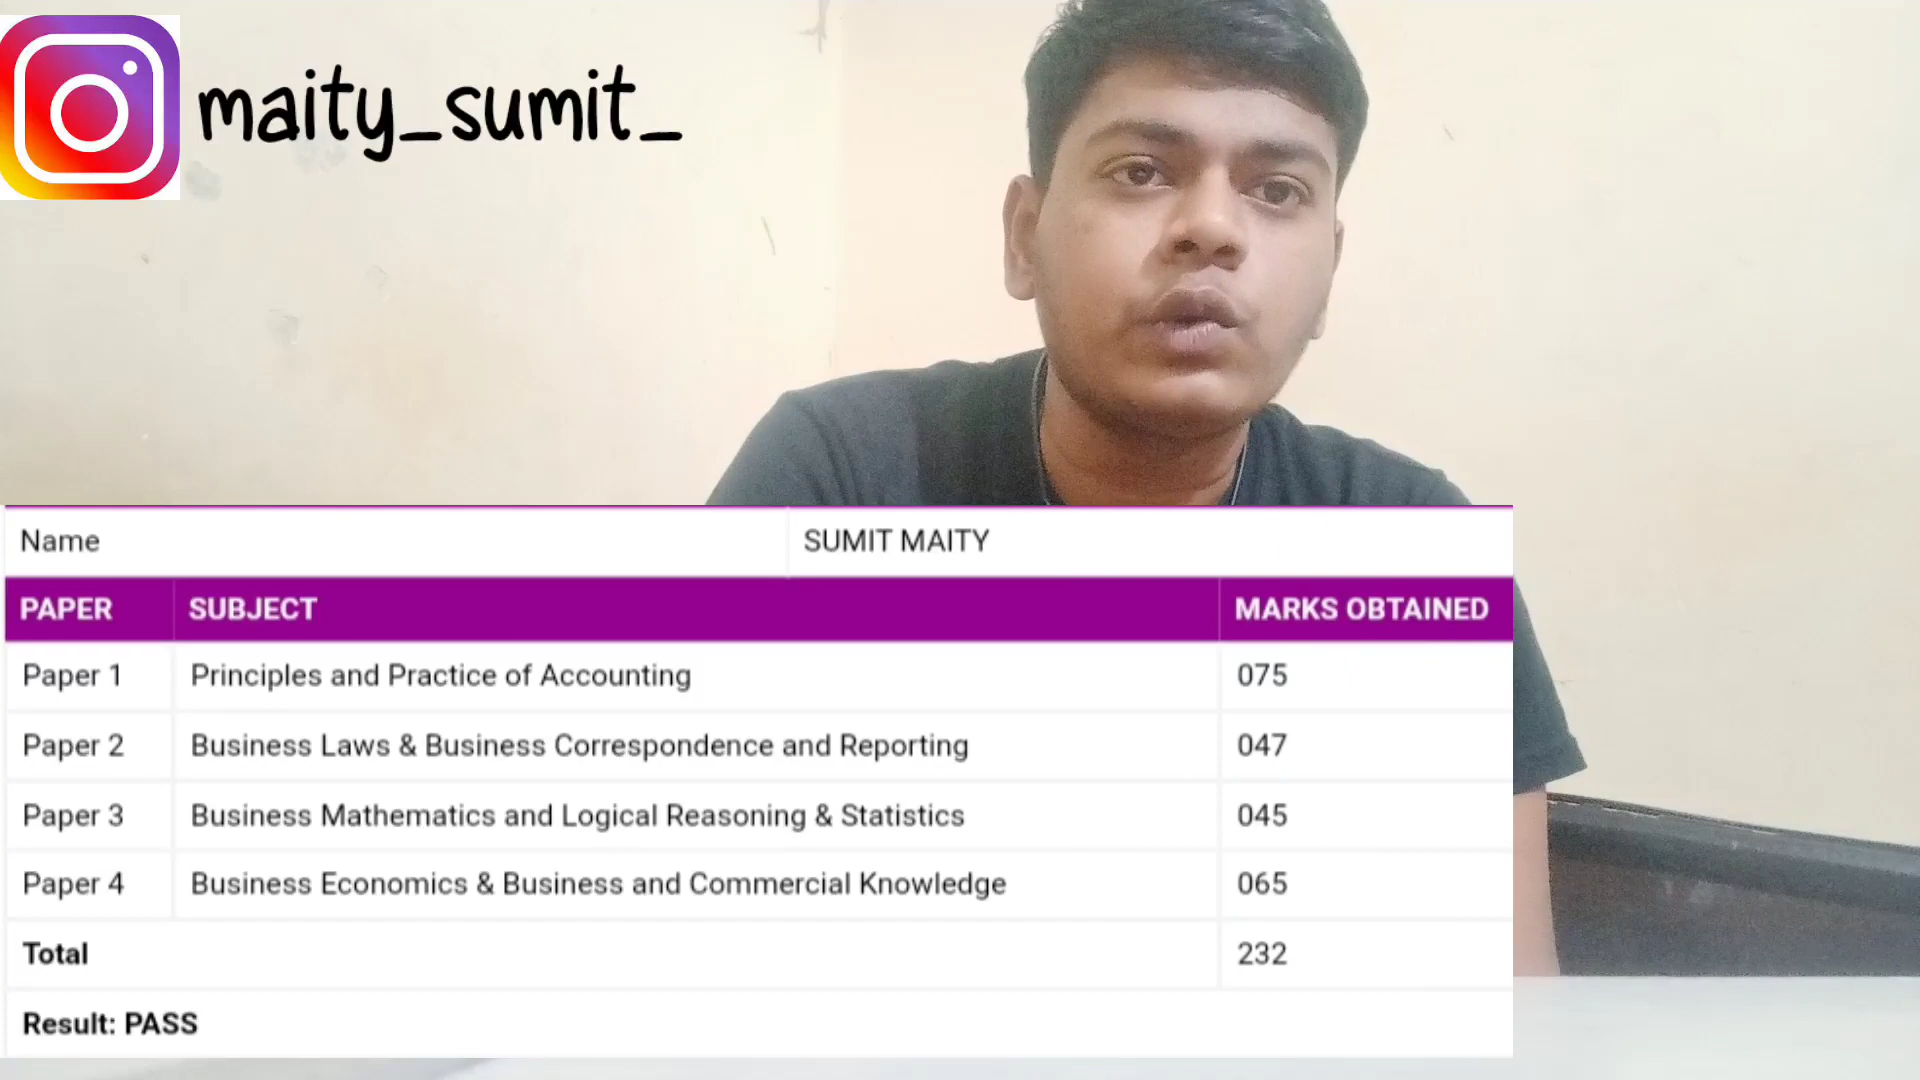 maity_sumit_
Name SUMIT MAITY
PAPER SUBJECT MARKS OBTAINED
Paper 1 Principles and Practice of Accounting 075
Paper 2 Business Laws & Business Correspondence and Reporting 047
Paper 3 Business Mathematics and Logical Reasoning & Statistics 045
Paper 4 Business Economics & Business and Commercial Knowledge 065
Total 232
Result: PASS